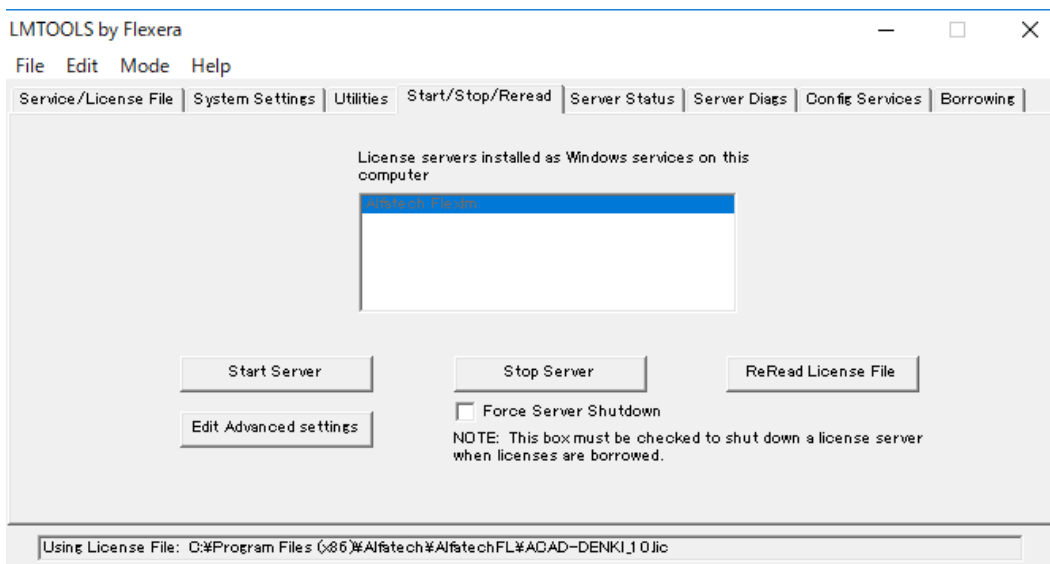 LMTOOLS by Flexera
File Edit Mode Help
Service/License File System Settings Utilities Start/Stop/Reread Server Status Server Diags Config Services Borrowing
License servers installed as Windows services on this
computer
Alfatech-Flexlm
Start Server Stop Server ReRead License File
Force Server Shutdown
Edit Advanced settings
NOTE: This box must be checked to shut down a license server
when licenses are borrowed.
Using License File: C:¥Program Files (x86)¥Alfatech¥AlfatechFL¥ACAD-DENKI_10.lic